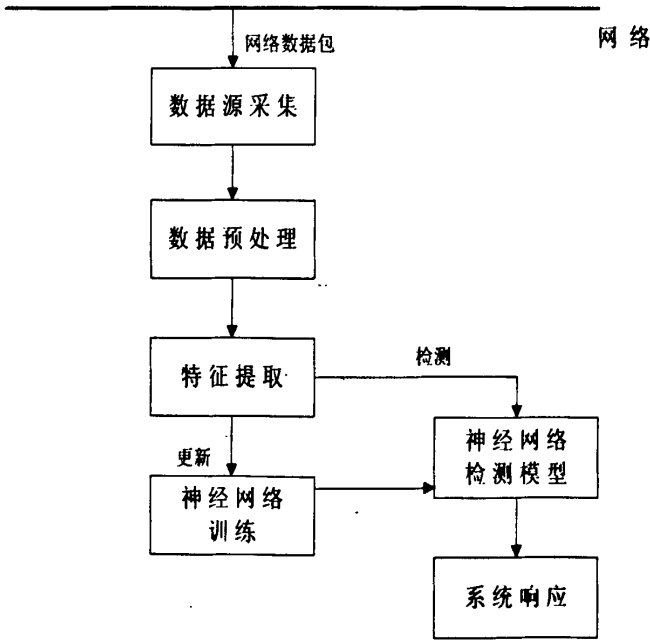 网络
网络数据包
数据源采集
数据预处理
特征提取
检测
神经网络
检测模型
更新
神经网络
训练
系统响应